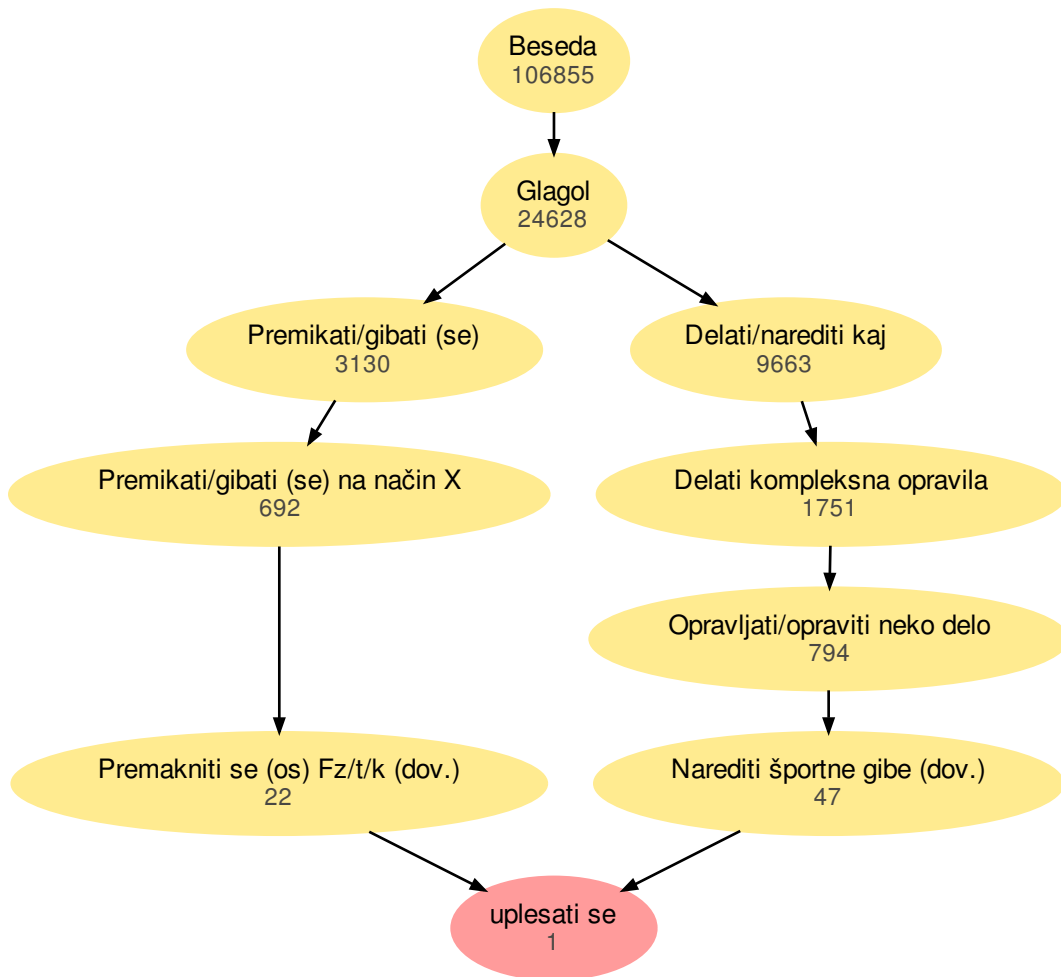 Beseda
106855
Glagol
24628
Premikati/gibati (se)
3130
Delati/narediti kaj
9663
Premikati/gibati (se) na način X
692
Delati kompleksna opravila
1751
Opravljati/opraviti neko delo
794
Premakniti se (os) Fz/t/k (dov.)
22
Narediti športne gibe (dov.)
47
uplesati se
1